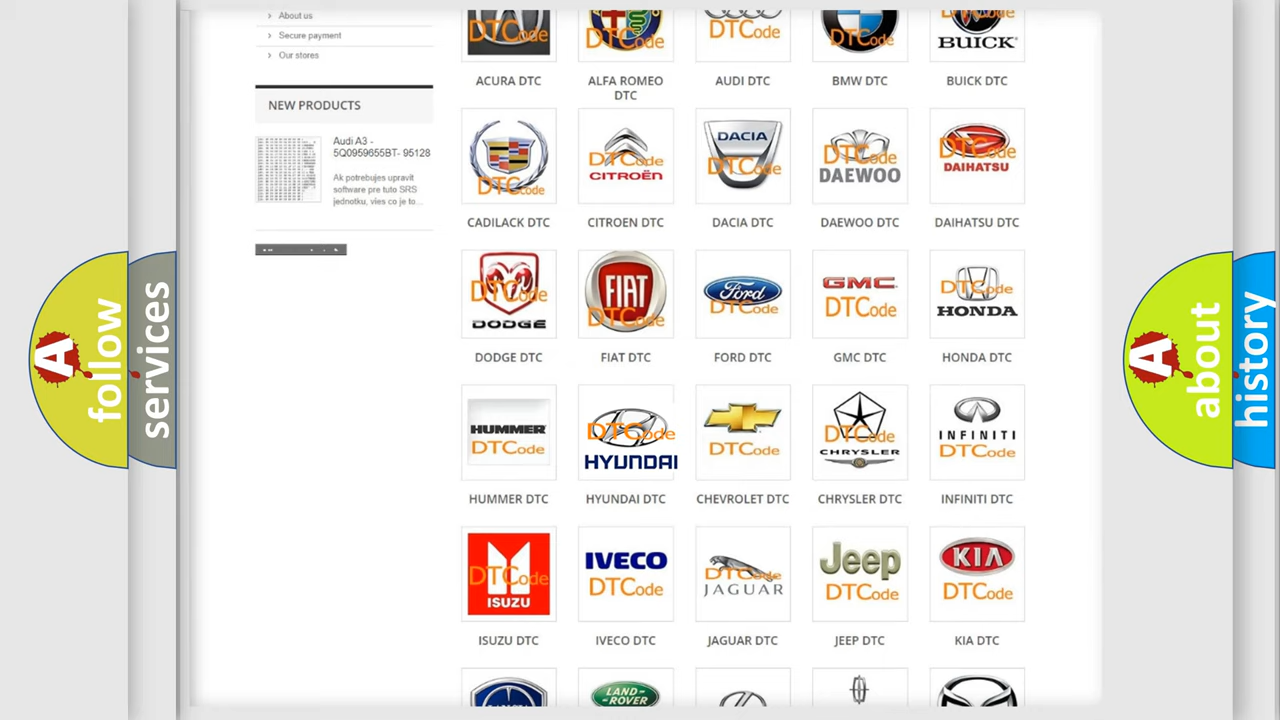 About us
Secure payment
Our stores
NEW PRODUCTS
Audi A3 -
5Q0959655BT- 95128
Ak potrebujes upravit
software pre tuto SRS
jednotku, vies co je to...
DTCode
DTCode
DTCode
DTCode
BUICK
ACURA DTC
ALFA ROMEO
DTC
AUDI DTC
BMW DTC
BUICK DTC
DTCode
DTCode
CITROËN
DACIA
DTCode
DTCode
DAEWOO
DTCode
DAIHATSU
CADILACK DTC
CITROEN DTC
DACIA DTC
DAEWOO DTC
DAIHATSU DTC
DTCode
DODGE
FIAT
DTCode
Ford
DTCode
GMC
DTCode
DTCode
HONDA
DODGE DTC
FIAT DTC
FORD DTC
GMC DTC
HONDA DTC
HUMMER
DTCode
DTCode
HYUNDAI
DTCode
DTCode
CHRYSLER
INFINITI
DTCode
HUMMER DTC
HYUNDAI DTC
CHEVROLET DTC
CHRYSLER DTC
INFINITI DTC
DTCode
ISUZU
IVECO
DTCode
DTCode
JAGUAR
Jeep
DTCode
KIA
DTCode
ISUZU DTC
IVECO DTC
JAGUAR DTC
JEEP DTC
KIA DTC
LAND-
ROVER
A
follow
services
A
about
history